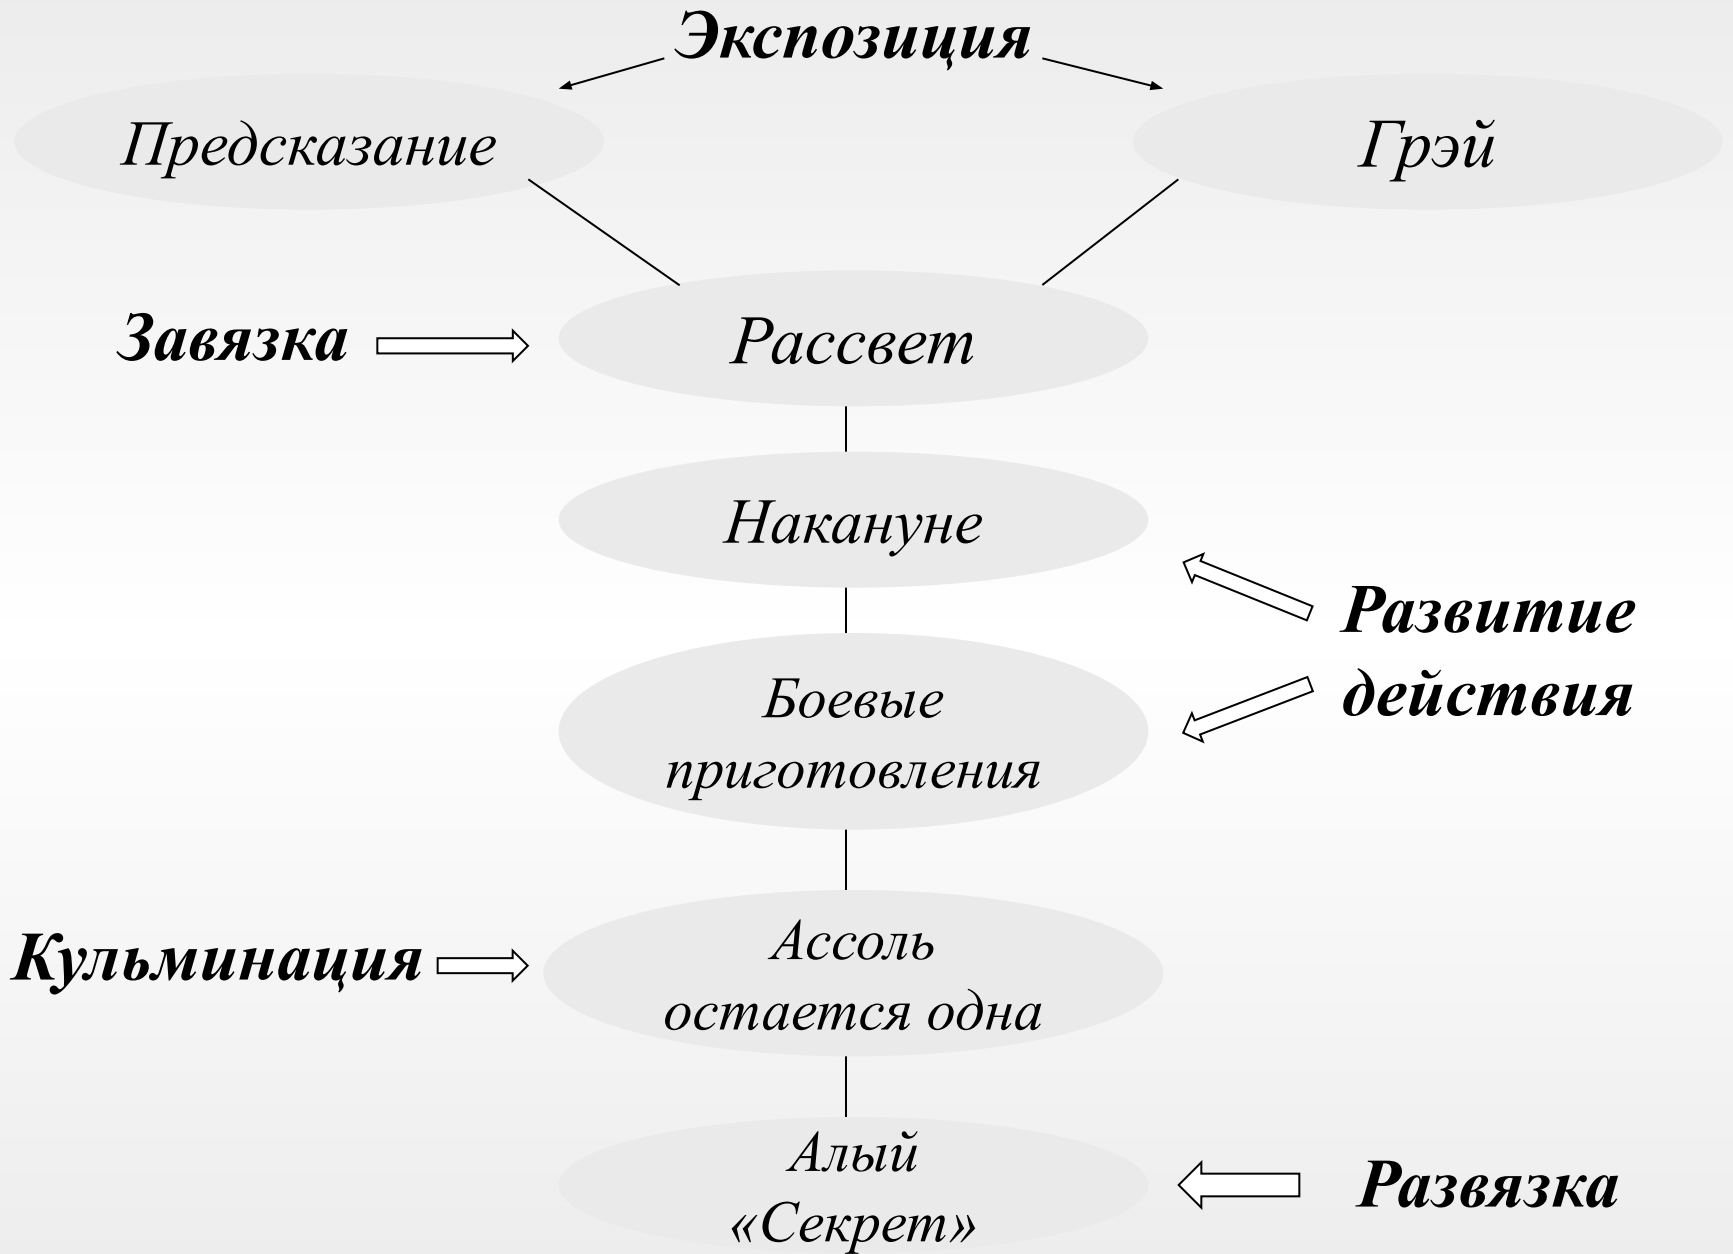 Экспозиция
Предсказание
Грэй
Завязка
Рассвет
Накануне
Развитие
действия
Боевые
приготовления
Кульминация
Ассоль
остается одна
Алый
«Секрет»
Развязка